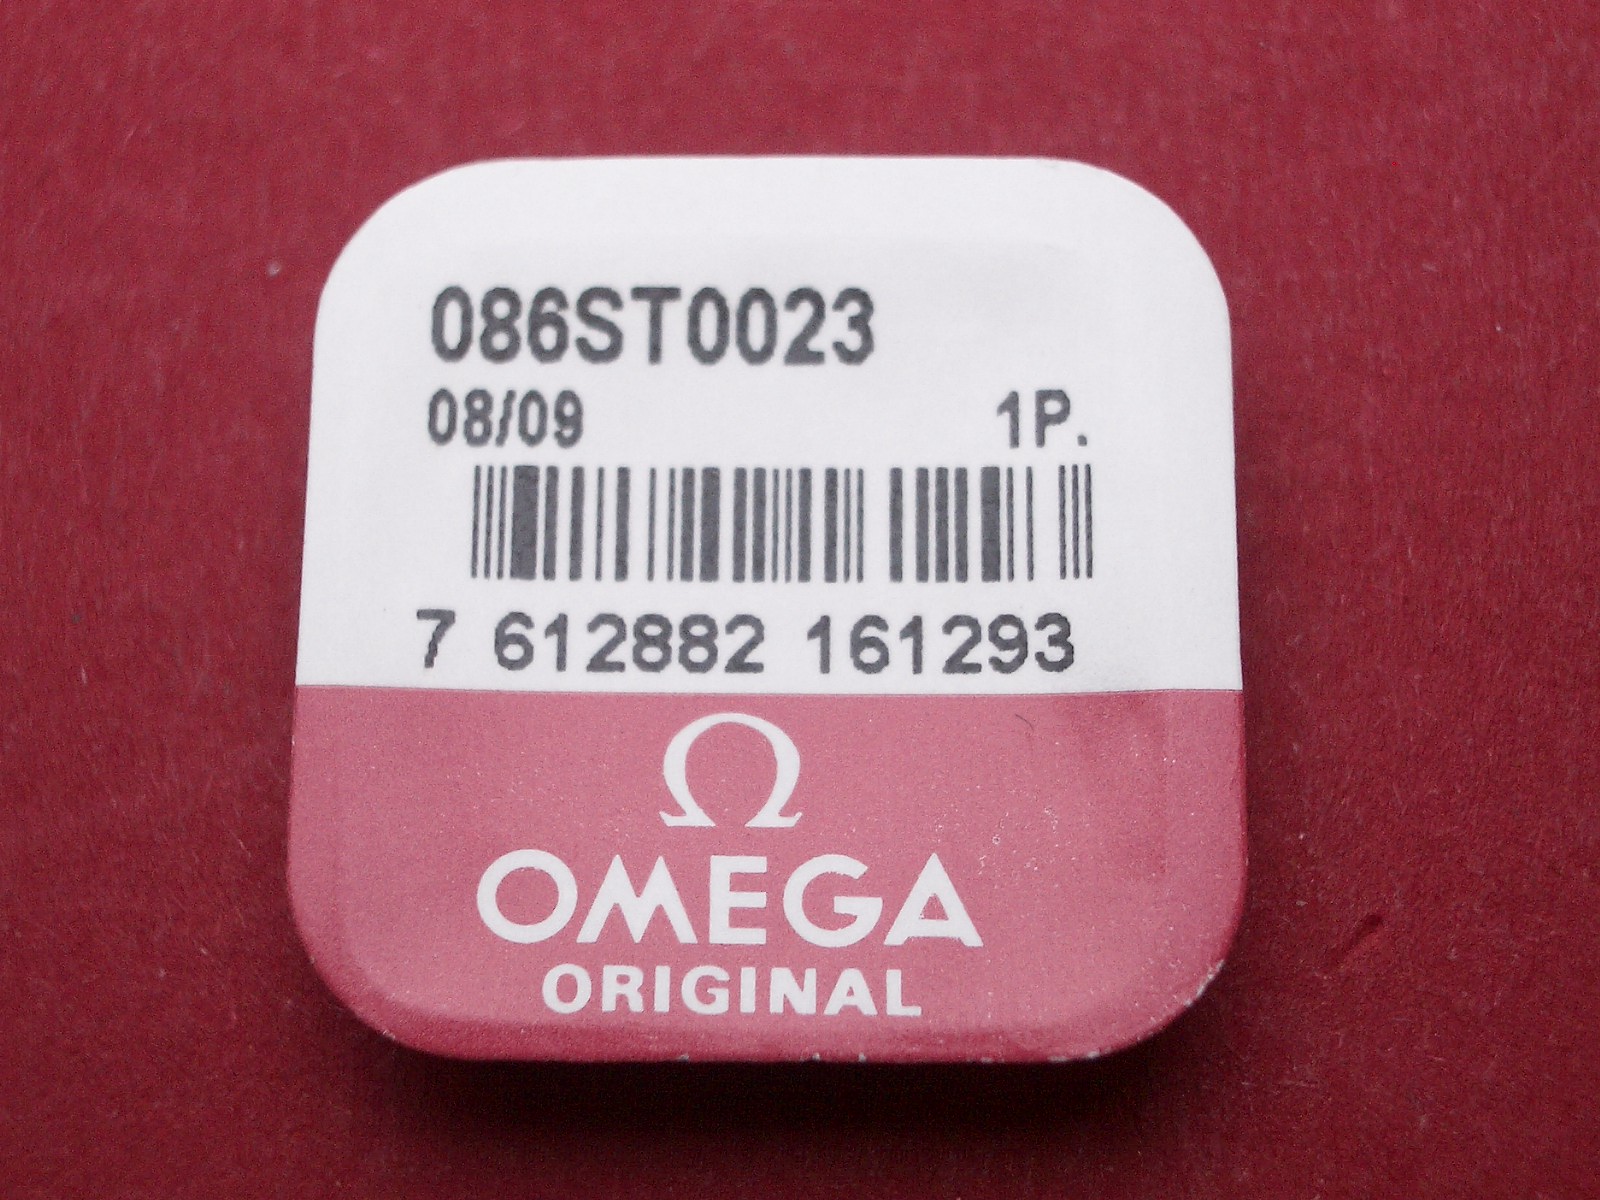 086ST0023
08/09 1P.
7 612882 161293
Ω
OMEGA
ORIGINAL